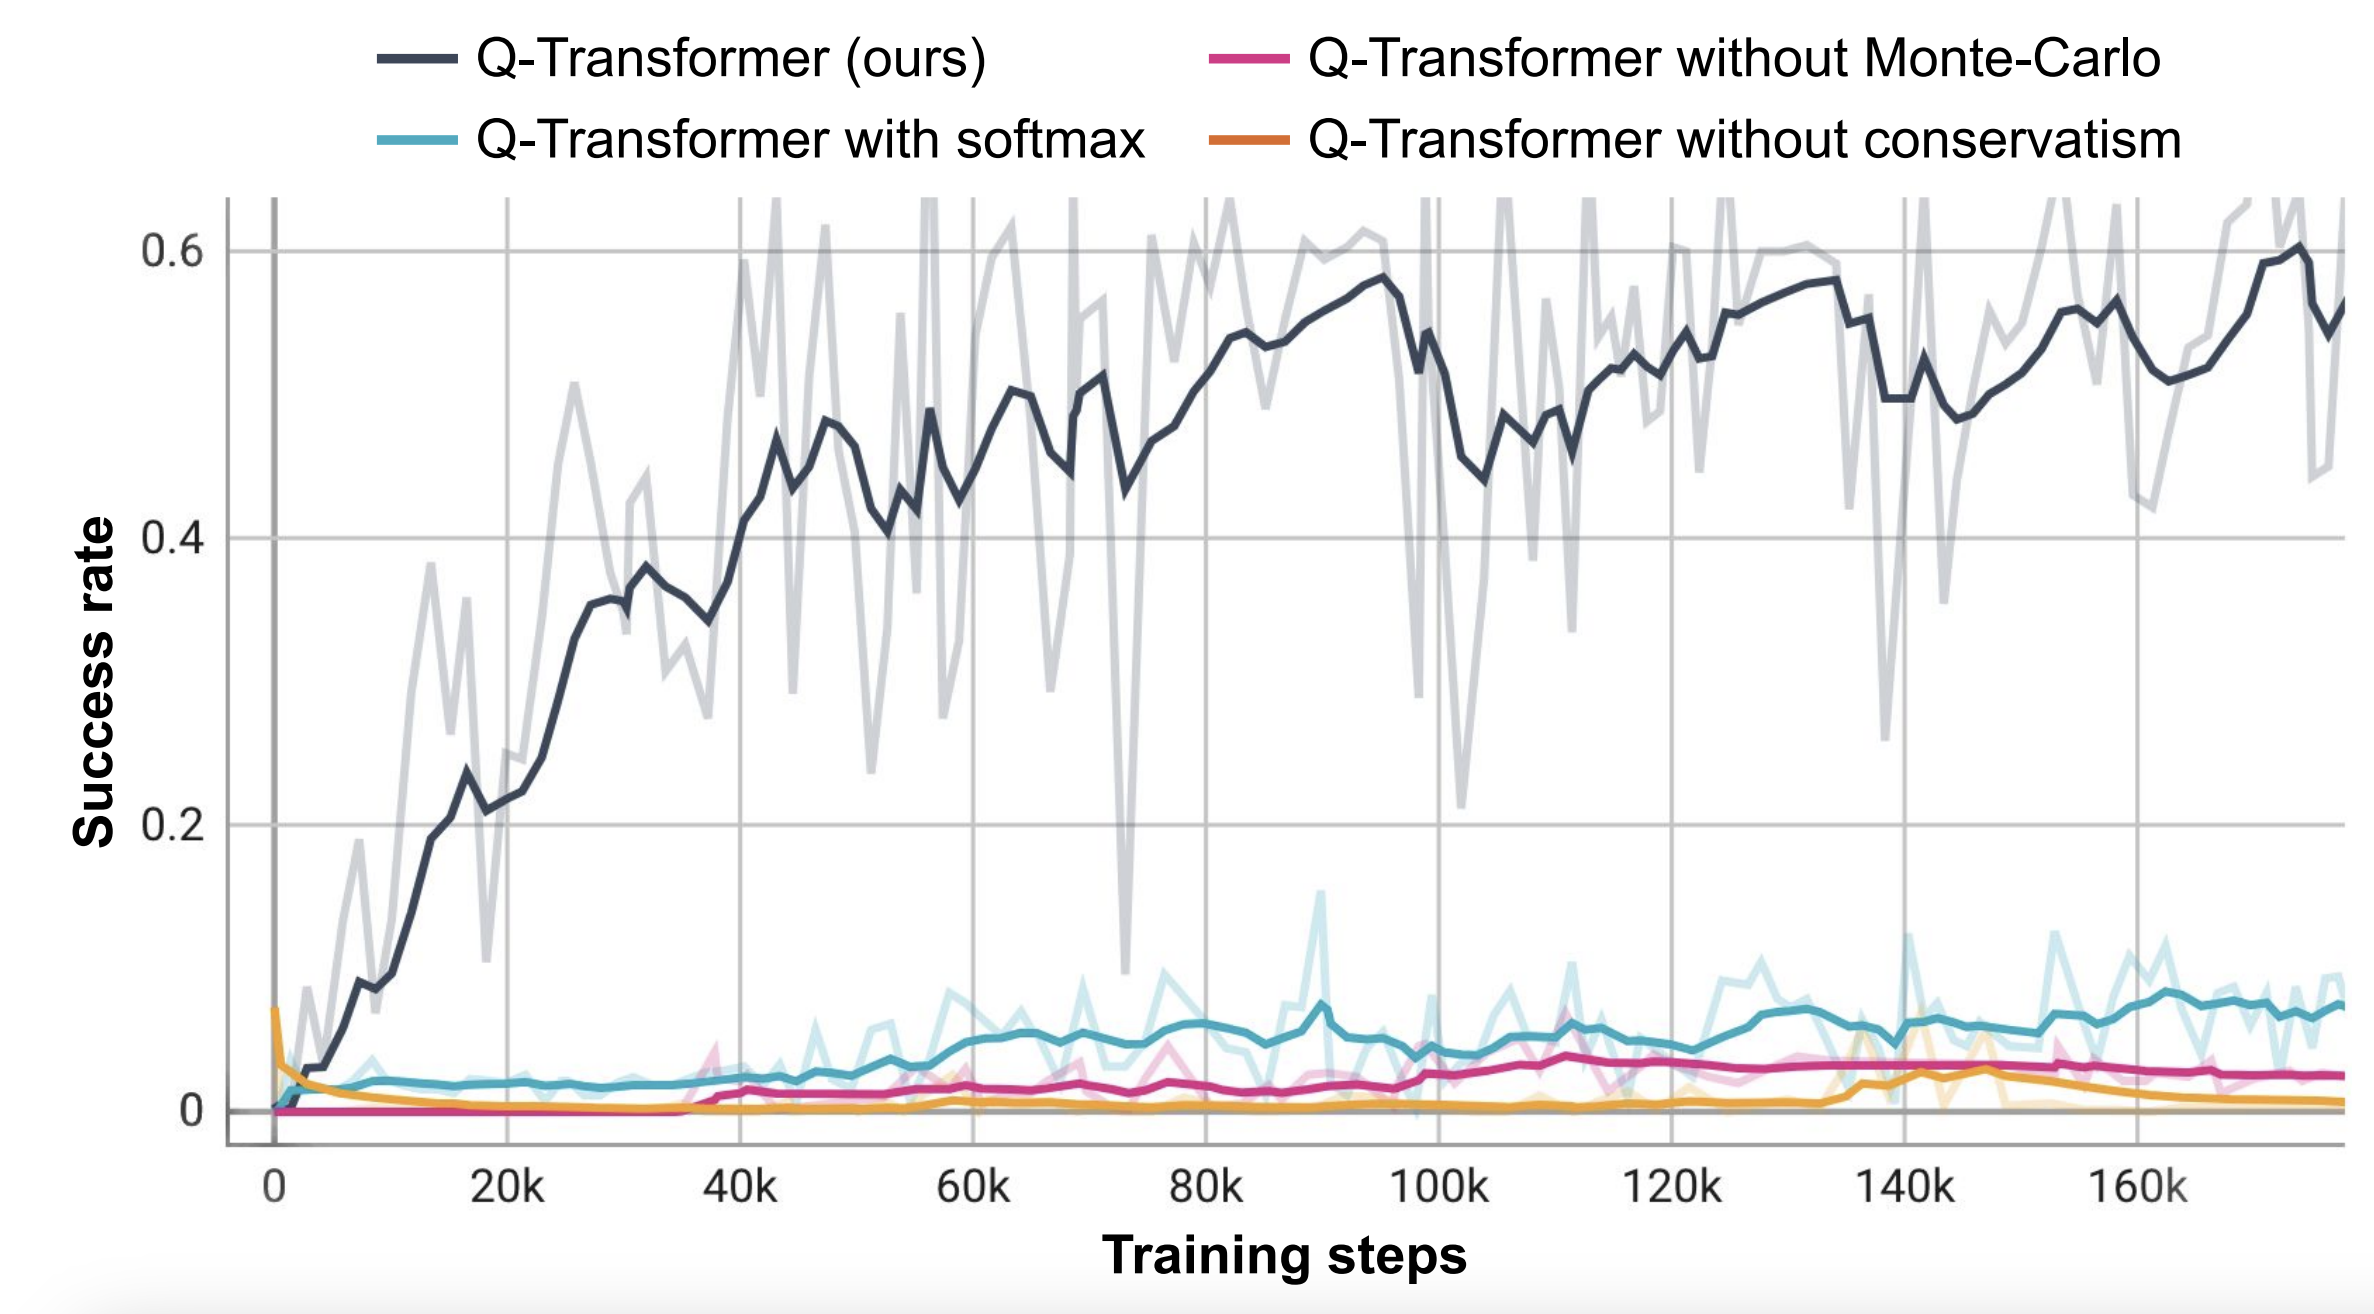 Q-Transformer (ours)
Q-Transformer without Monte-Carlo
Q-Transformer with softmax
Q-Transformer without conservatism
Success rate
0.6
0.4
0.2
0
0 20k 40k 60k 80k 100k 120k 140k 160k
Training steps